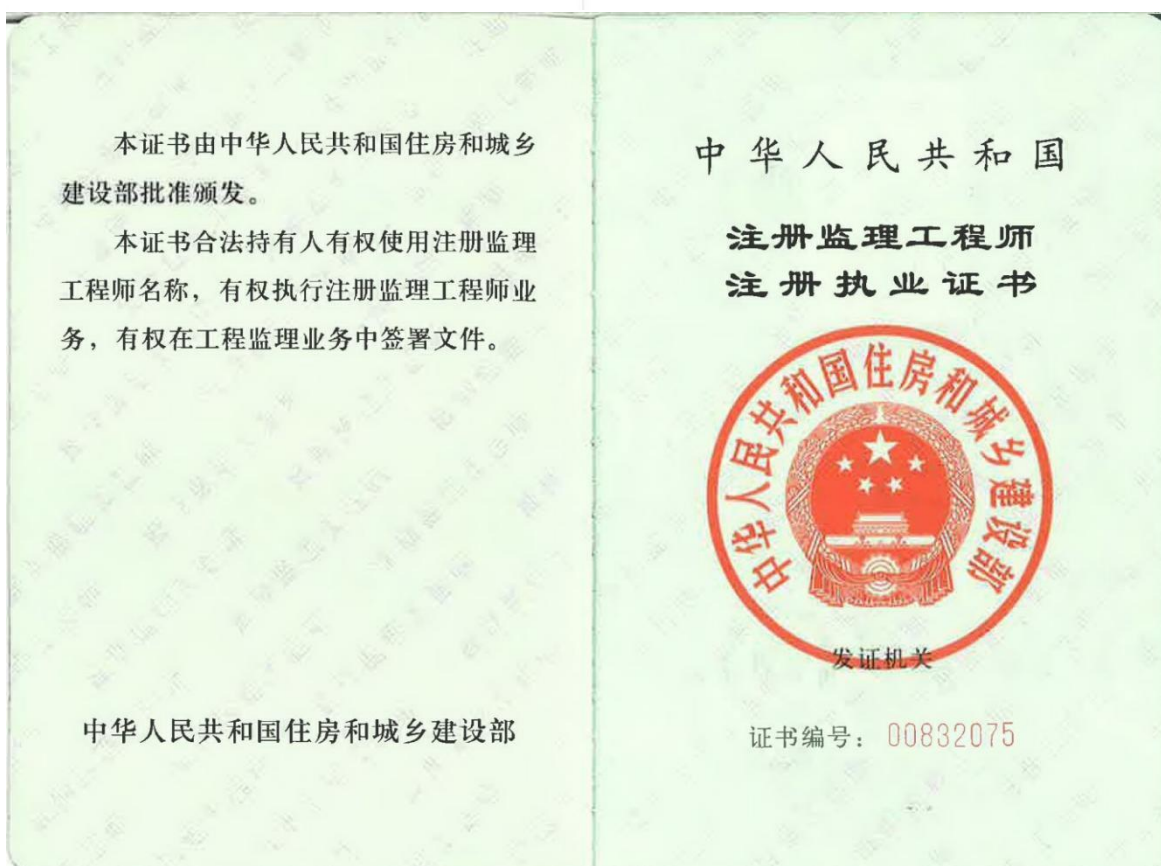 本证书由中华人民共和国住房和城乡
建设部批准颁发。
本证书合法持有人有权使用注册监理
工程师名称，有权执行注册监理工程师业
务，有权在工程监理业务中签署文件。
中华人民共和国住房和城乡建设部
中华人民共和国
注册监理工程师
注册执业证书
中华人民共和国住房和城乡建设部
发证机关
证书编号：00832075